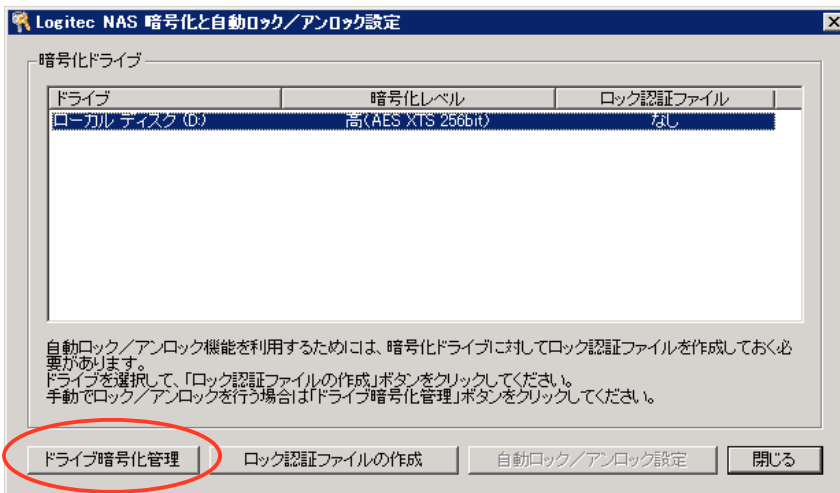 Logitec NAS 暗号化と自動ロック／アンロック設定
暗号化ドライブ
ドライブ 暗号化レベル ロック認証ファイル
ローカル ディスク (D:) 高(AES XTS 256bit) なし
自動ロック／アンロック機能を利用するためには、暗号化ドライブに対してロック認証ファイルを作成しておく必
要があります。
ドライブを選択して、「ロック認証ファイルの作成」ボタンをクリックしてください。
手動でロック／アンロックを行う場合は「ドライブ暗号化管理」ボタンをクリックしてください。
ドライブ暗号化管理 ロック認証ファイルの作成 自動ロック／アンロック設定 閉じる